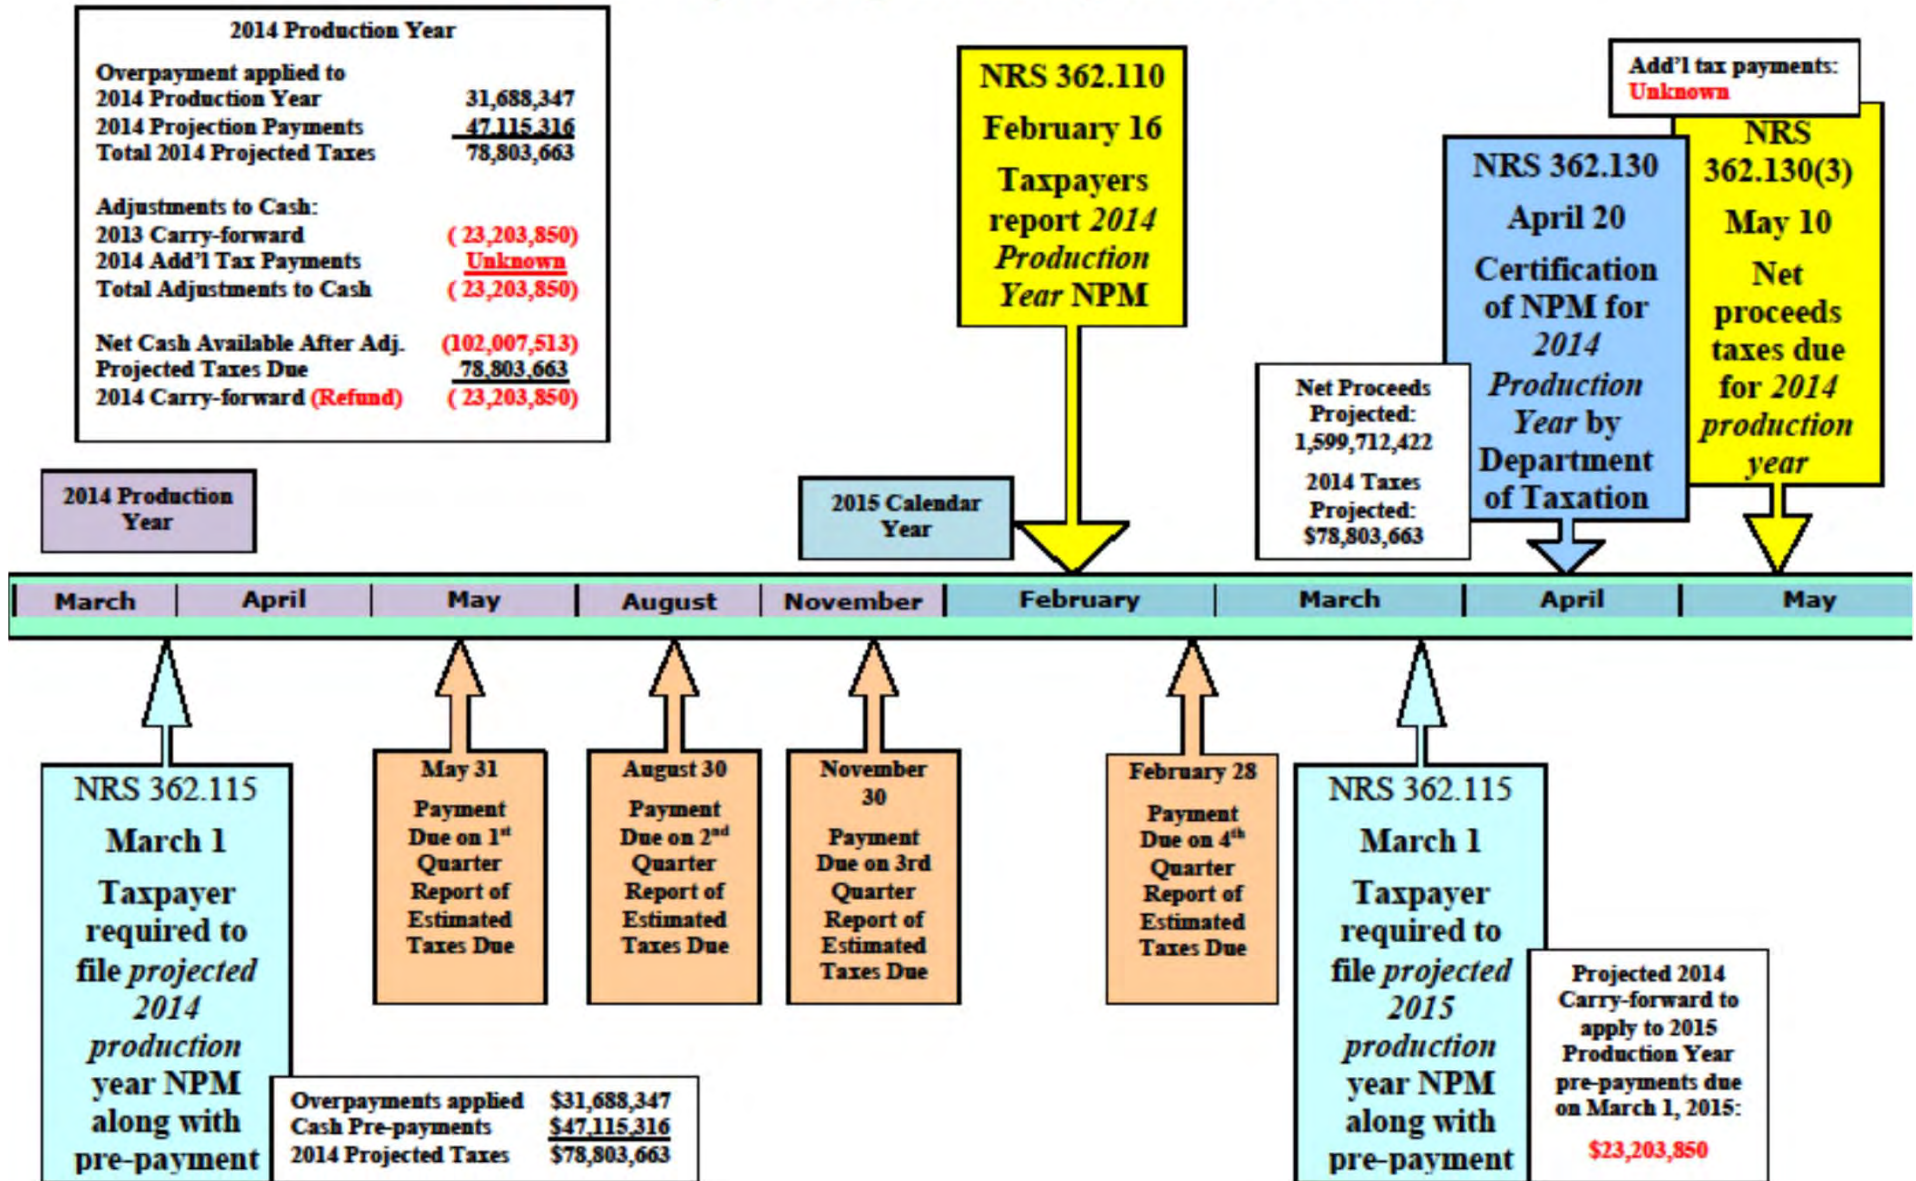 2014 Production Year
Overpayment applied to
2014 Production Year 31,688,347
2014 Projection Payments 47,115,316
Total 2014 Projected Taxes 78,803,663
Adjustments to Cash:
2013 Carry-forward ( 23,203,850)
2014 Add'l Tax Payments Unknown
Total Adjustments to Cash ( 23,203,850)
Net Cash Available After Adj. (102,007,513)
Projected Taxes Due 78,803,663
2014 Carry-forward (Refund) ( 23,203,850)
NRS 362.110
February 16
Taxpayers
report 2014
Production
Year NPM
Add'l tax payments:
Unknown
NRS
362.130(3)
May 10
Net
proceeds
taxes due
for 2014
production
year
NRS 362.130
April 20
Certification
of NPM for
2014
Production
Year by
Department
of Taxation
Net Proceeds
Projected:
1,599,712,422
2014 Taxes
Projected:
$78,803,663
2014 Production
Year
2015 Calendar
Year
March April May August November February March April May
NRS 362.115
March 1
Taxpayer
required to
file projected
2014
production
year NPM
along with
pre-payment
Overpayments applied $31,688,347
Cash Pre-payments $47,115,316
2014 Projected Taxes $78,803,663
May 31
Payment
Due on 1st
Quarter
Report of
Estimated
Taxes Due
August 30
Payment
Due on 2nd
Quarter
Report of
Estimated
Taxes Due
November
30
Payment
Due on 3rd
Quarter
Report of
Estimated
Taxes Due
February 28
Payment
Due on 4th
Quarter
Report of
Estimated
Taxes Due
NRS 362.115
March 1
Taxpayer
required to
file projected
2015
production
year NPM
along with
pre-payment
Projected 2014
Carry-forward to
apply to 2015
Production Year
pre-payments due
on March 1, 2015:
$23,203,850